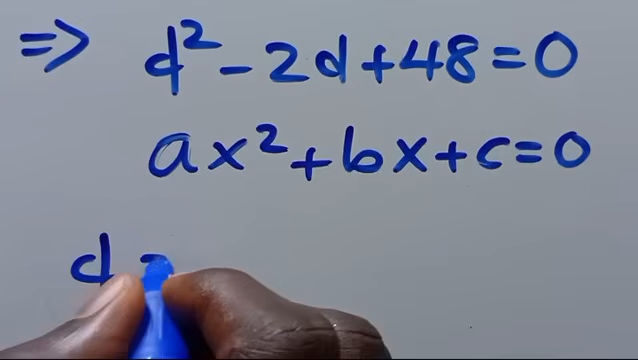 => d² - 2d + 48 = 0
ax² + bx + c = 0
d =